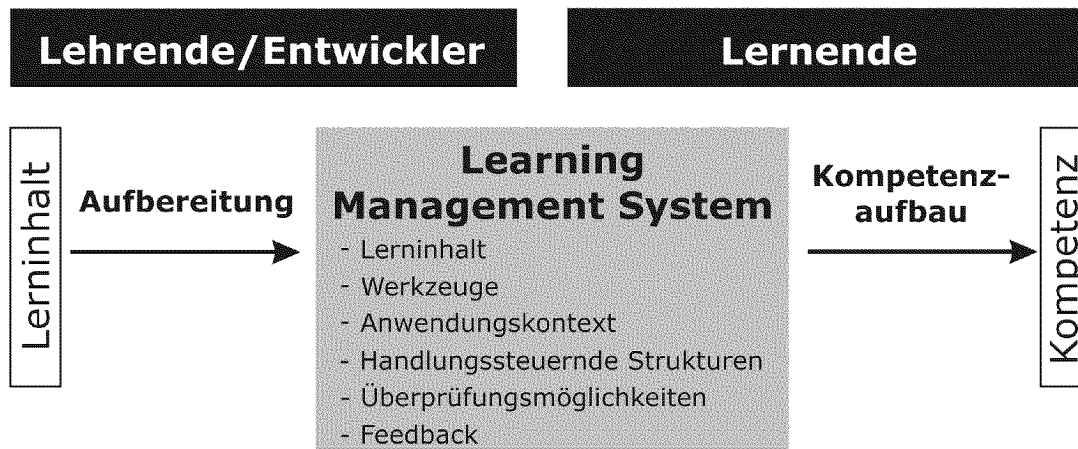 Lehrende/Entwickler
Lernende
Lerninhalt
Aufbereitung
Learning
Management System
- Lerninhalt
- Werkzeuge
- Anwendungskontext
- Handlungssteuernde Strukturen
- Überprüfungsmöglichkeiten
- Feedback
Kompetenz-
aufbau
Kompetenz